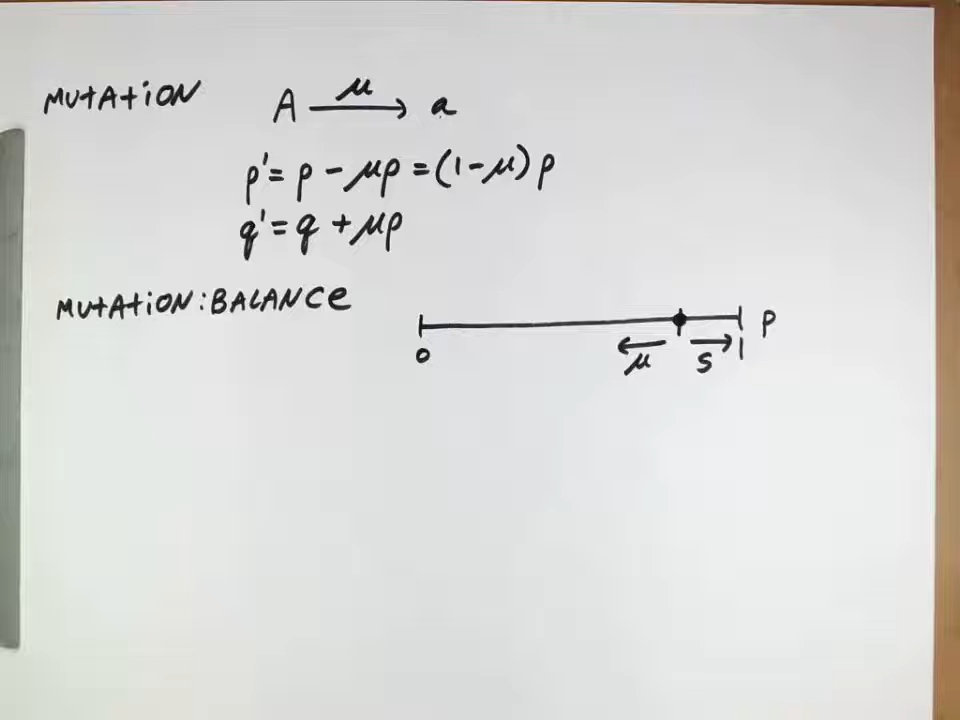 MUtAtiON A μ→ a
p' = p - μp = (1-μ) p
q' = q + μp
MUtAtiON: BALANCe
0 ←μ s→ 1 p